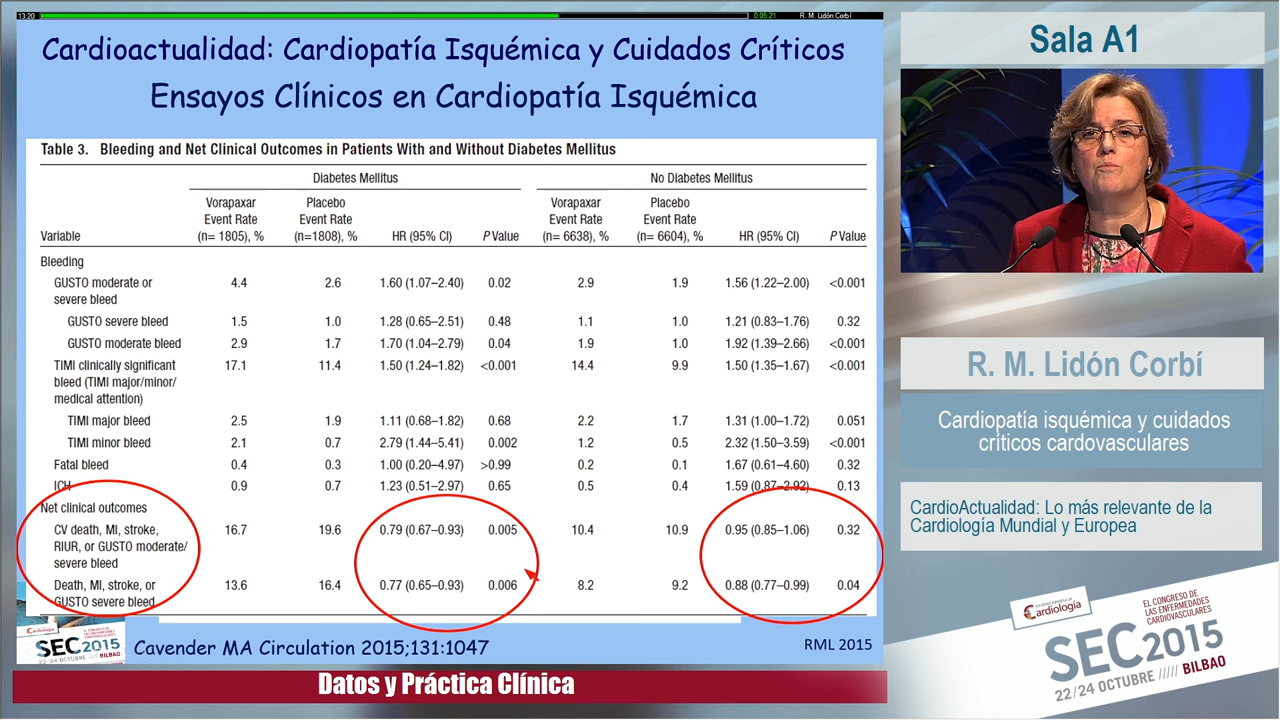 13:20
0:05:21
R. M. Lidón Corbí
Cardioactualidad: Cardiopatía Isquémica y Cuidados Críticos
Ensayos Clínicos en Cardiopatía Isquémica
Table 3. Bleeding and Net Clinical Outcomes in Patients With and Without Diabetes Mellitus
Diabetes Mellitus No Diabetes Mellitus
Vorapaxar Placebo Vorapaxar Placebo
Event Rate Event Rate Event Rate Event Rate
Variable (n= 1805), % (n=1808), % HR (95% CI) P Value (n= 6638), % (n= 6604), % HR (95% CI) P Value
Bleeding
GUSTO moderate or 4.4 2.6 1.60 (1.07–2.40) 0.02 2.9 1.9 1.56 (1.22–2.00) <0.001
severe bleed
GUSTO severe bleed 1.5 1.0 1.28 (0.65–2.51) 0.48 1.1 1.0 1.21 (0.83–1.76) 0.32
GUSTO moderate bleed 2.9 1.7 1.70 (1.04–2.79) 0.04 1.9 1.0 1.92 (1.39–2.66) <0.001
TIMI clinically significant 17.1 11.4 1.50 (1.24–1.82) <0.001 14.4 9.9 1.50 (1.35–1.67) <0.001
bleed (TIMI major/minor/
medical attention)
TIMI major bleed 2.5 1.9 1.11 (0.68–1.82) 0.68 2.2 1.7 1.31 (1.00–1.72) 0.051
TIMI minor bleed 2.1 0.7 2.79 (1.44–5.41) 0.002 1.2 0.5 2.32 (1.50–3.59) <0.001
Fatal bleed 0.4 0.3 1.00 (0.20–4.97) >0.99 0.2 0.1 1.67 (0.61–4.60) 0.32
ICH 0.9 0.7 1.23 (0.51–2.97) 0.65 0.5 0.4 1.59 (0.87–2.92) 0.13
Net clinical outcomes
CV death, MI, stroke, 16.7 19.6 0.79 (0.67–0.93) 0.005 10.4 10.9 0.95 (0.85–1.06) 0.32
RIUR, or GUSTO moderate/
severe bleed
Death, MI, stroke, or 13.6 16.4 0.77 (0.65–0.93) 0.006 8.2 9.2 0.88 (0.77–0.99) 0.04
GUSTO severe bleed
Cardiología
SEC2015
22/24 OCTUBRE //// BILBAO
Cavender MA Circulation 2015;131:1047
RML 2015
Datos y Práctica Clínica
Sala A1
R. M. Lidón Corbí
Cardiopatía isquémica y cuidados
críticos cardovasculares
CardioActualidad: Lo más relevante de la
Cardiología Mundial y Europea
SOCIEDAD ESPAÑOLA DE
Cardiología
EL CONGRESO DE
LAS ENFERMEDADES
CARDIOVASCULARES
SEC2015
22/24 OCTUBRE ///// BILBAO